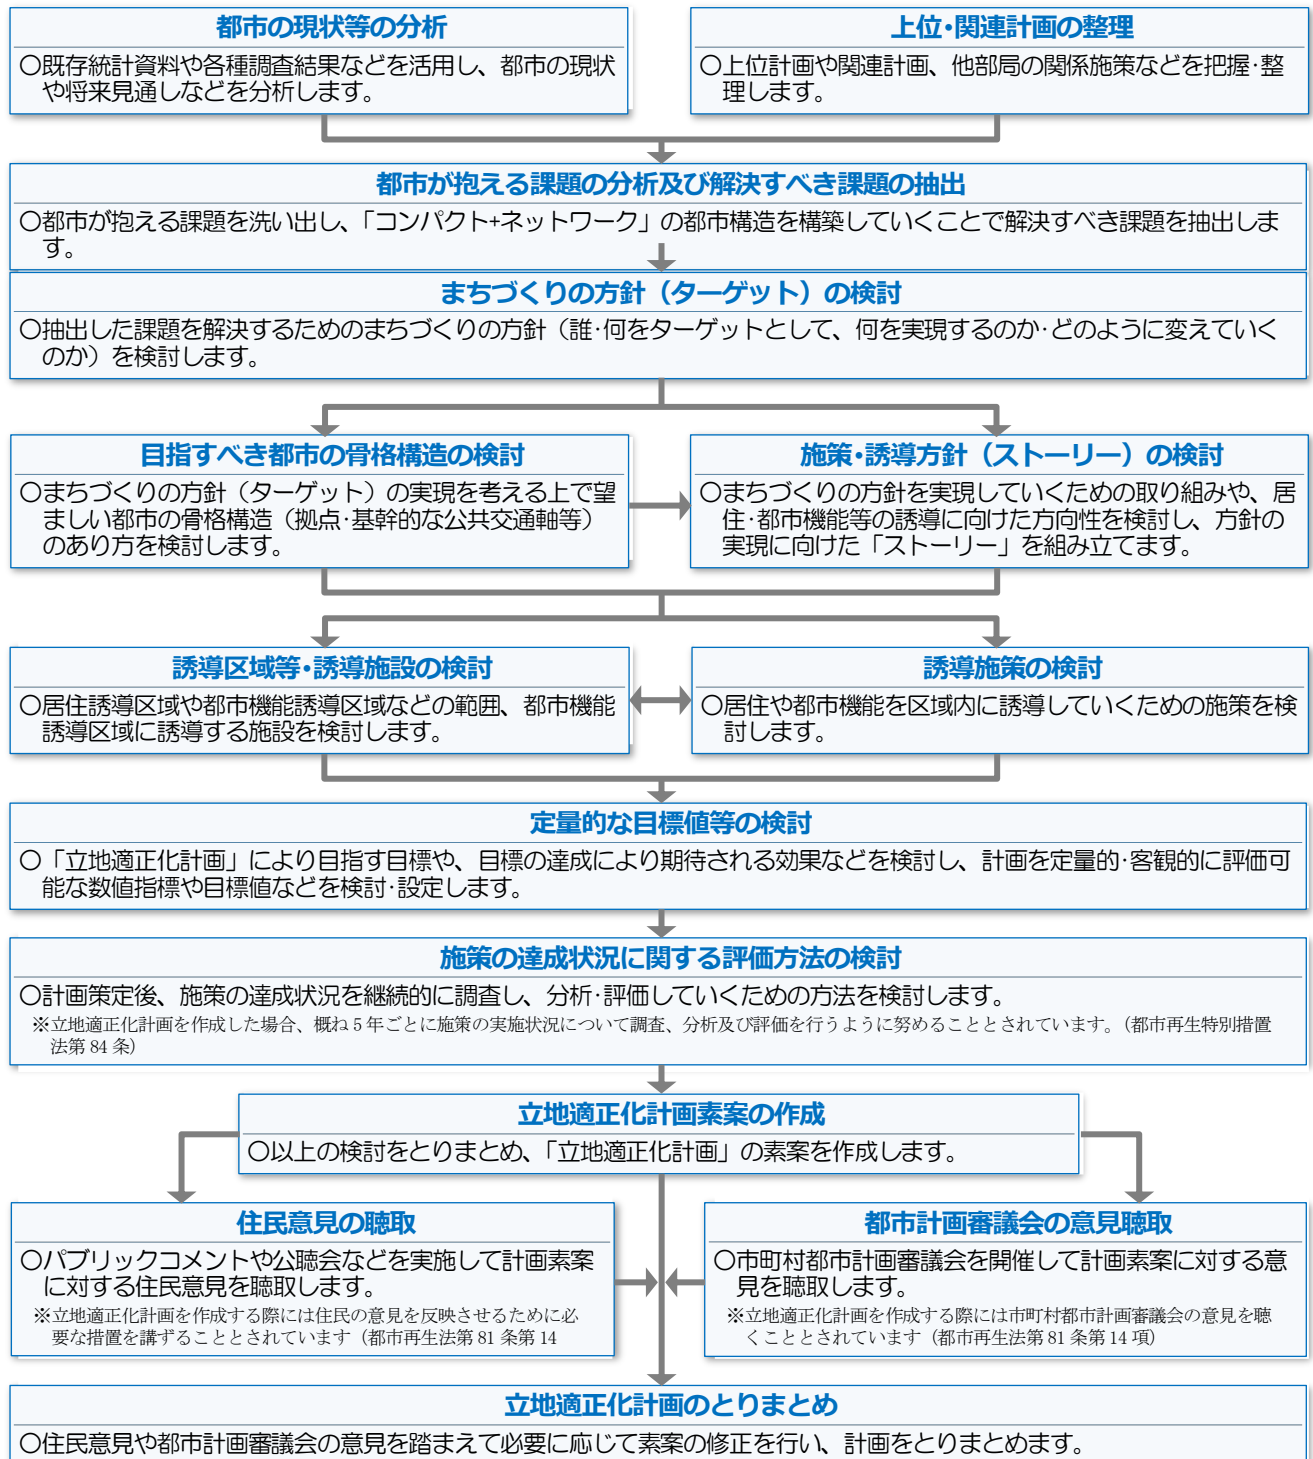 都市の現状等の分析
〇既存統計資料や各種調査結果などを活用し、都市の現状
や将来見通しなどを分析します。
上位・関連計画の整理
〇上位計画や関連計画、他部局の関係施策などを把握・整
理します。
都市が抱える課題の分析及び解決すべき課題の抽出
〇都市が抱える課題を洗い出し、「コンパクト+ネットワーク」の都市構造を構築していくことで解決すべき課題を抽出しま
す。
まちづくりの方針（ターゲット）の検討
〇抽出した課題を解決するためのまちづくりの方針（誰・何をターゲットとして、何を実現するのか・どのように変えていく
のか）を検討します。
目指すべき都市の骨格構造の検討
〇まちづくりの方針（ターゲット）の実現を考える上で望
ましい都市の骨格構造（拠点・基幹的な公共交通軸等）
のあり方を検討します。
施策・誘導方針（ストーリー）の検討
〇まちづくりの方針を実現していくための取り組みや、居
住・都市機能等の誘導に向けた方向性を検討し、方針の
実現に向けた「ストーリー」を組み立てます。
誘導区域等・誘導施設の検討
〇居住誘導区域や都市機能誘導区域などの範囲、都市機能
誘導区域に誘導する施設を検討します。
誘導施策の検討
〇居住や都市機能を区域内に誘導していくための施策を検
討します。
定量的な目標値等の検討
〇「立地適正化計画」により目指す目標や、目標の達成により期待される効果などを検討し、計画を定量的・客観的に評価可
能な数値指標や目標値などを検討・設定します。
施策の達成状況に関する評価方法の検討
〇計画策定後、施策の達成状況を継続的に調査し、分析・評価していくための方法を検討します。
※立地適正化計画を作成した場合、概ね5年ごとに施策の実施状況について調査、分析及び評価を行うように努めることとされています。（都市再生特別措置
法第84条）
立地適正化計画素案の作成
〇以上の検討をとりまとめ、「立地適正化計画」の素案を作成します。
住民意見の聴取
〇パブリックコメントや公聴会などを実施して計画素案
に対する住民意見を聴取します。
※立地適正化計画を作成する際には住民の意見を反映させるために必
要な措置を講ずることとされています（都市再生法第81条第14
都市計画審議会の意見聴取
〇市町村都市計画審議会を開催して計画素案に対する意
見を聴取します。
※立地適正化計画を作成する際には市町村都市計画審議会の意見を聴
くこととされています（都市再生法第81条第14項）
立地適正化計画のとりまとめ
〇住民意見や都市計画審議会の意見を踏まえて必要に応じて素案の修正を行い、計画をとりまとめます。